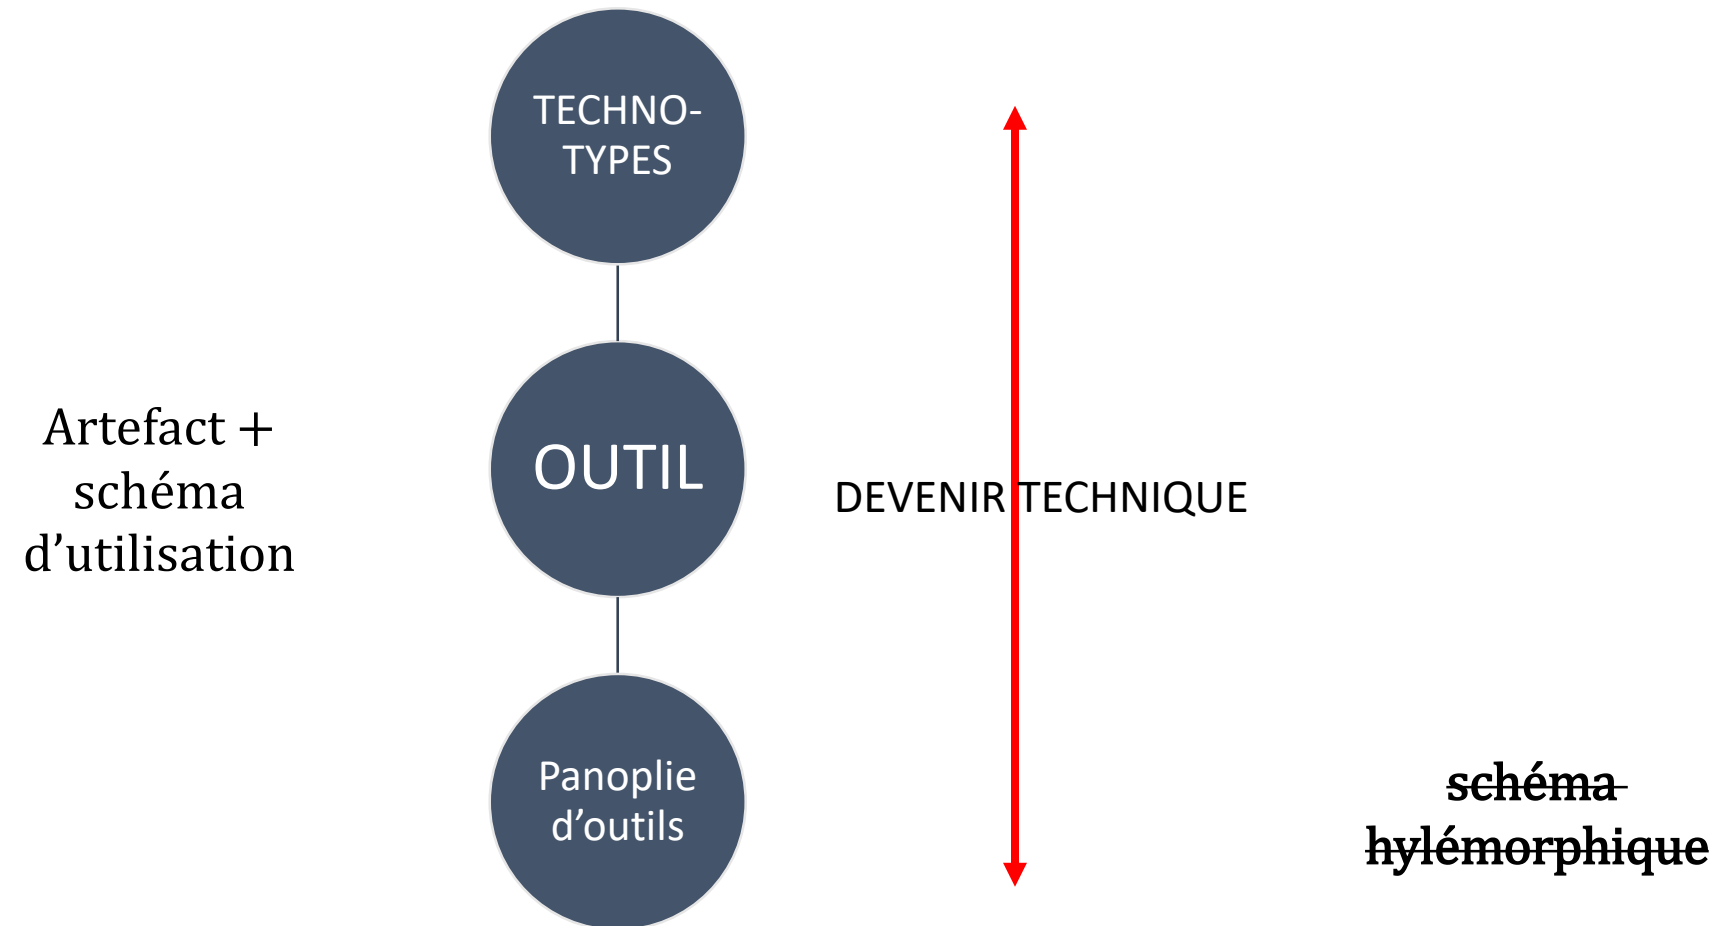 TECHNO-
TYPES
Artefact +
schéma
d’utilisation
OUTIL
DEVENIR TECHNIQUE
Panoplie
d’outils
schéma
hylémorphique